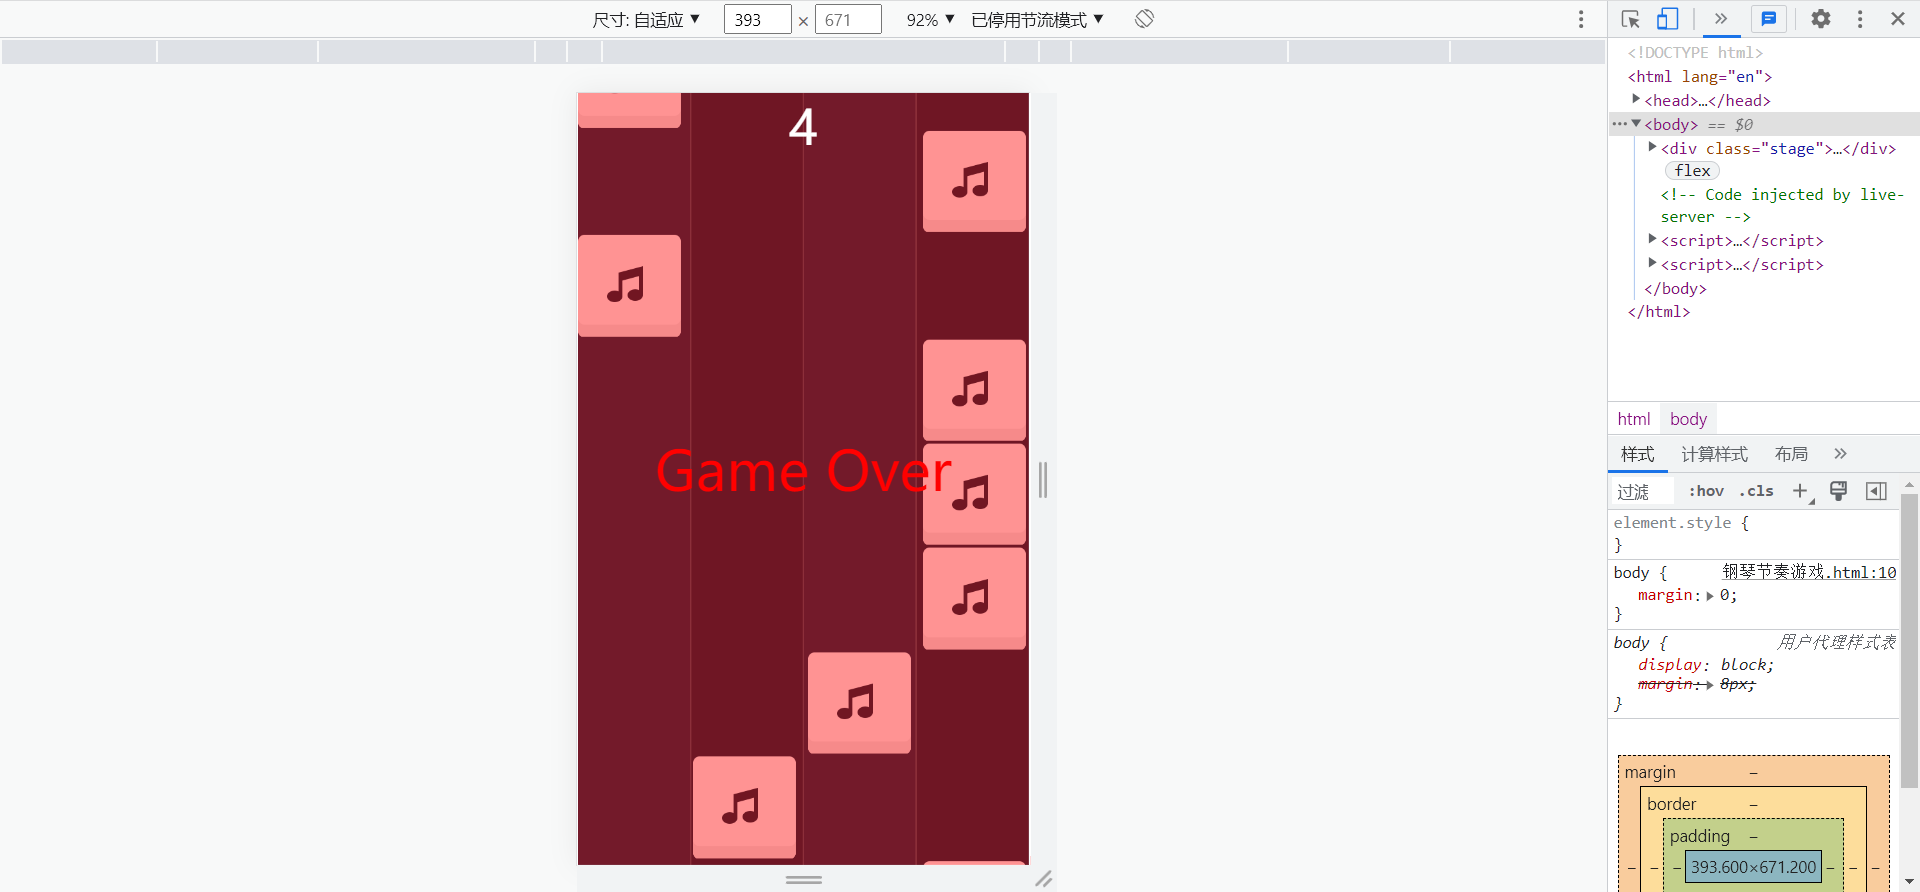 尺寸: 自适应 ▼ 393 × 671 92% ▼ 已停用节流模式 ▼
4
Game Over
<!DOCTYPE html>
<html lang="en">
<head>…</head>
<body> == $0
<div class="stage">…</div>
flex
<!-- Code injected by live-
server -->
<script>…</script>
<script>…</script>
</body>
</html>
html body
样式 计算样式 布局 »
过滤 :hov .cls +
element.style {
}
body { 钢琴节奏游戏.html:10
margin: 0;
}
body { 用户代理样式表
display: block;
margin: 8px;
}
margin –
border –
padding –
– – – 393.600×671.200 – – –